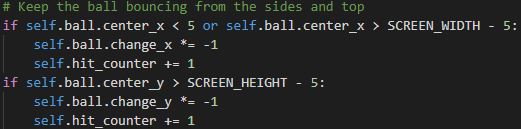 # Keep the ball bouncing from the sides and top
if self.ball.center_x < 5 or self.ball.center_x > SCREEN_WIDTH - 5:
    self.ball.change_x *= -1
    self.hit_counter += 1
if self.ball.center_y > SCREEN_HEIGHT - 5:
    self.ball.change_y *= -1
    self.hit_counter += 1